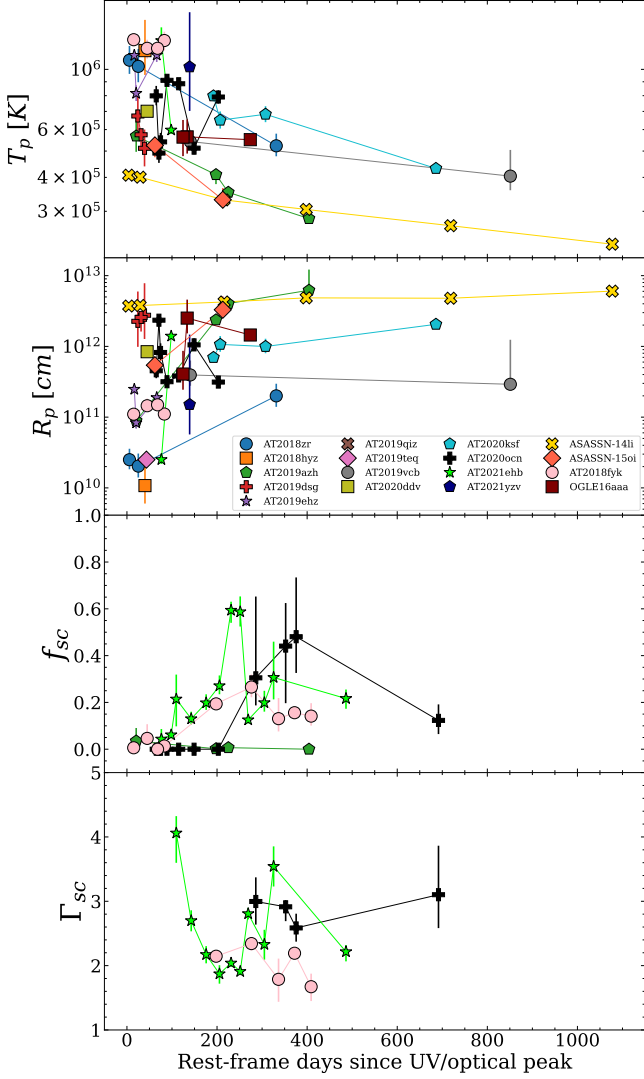 T_p [K]
10^6
6 × 10^5
4 × 10^5
3 × 10^5
R_p [cm]
10^13
10^12
10^11
10^10
AT2018zr
AT2018hyz
AT2019azh
AT2019dsg
AT2019ehz
AT2019qiz
AT2019teq
AT2019vcb
AT2020ddv
AT2020ksf
AT2020ocn
AT2021ehb
AT2021yzv
ASASSN-14li
ASASSN-15oi
AT2018fyk
OGLE16aaa
f_sc
1.0
0.8
0.6
0.4
0.2
0.0
Γ_sc
5
4
3
2
1
0 200 400 600 800 1000
Rest-frame days since UV/optical peak